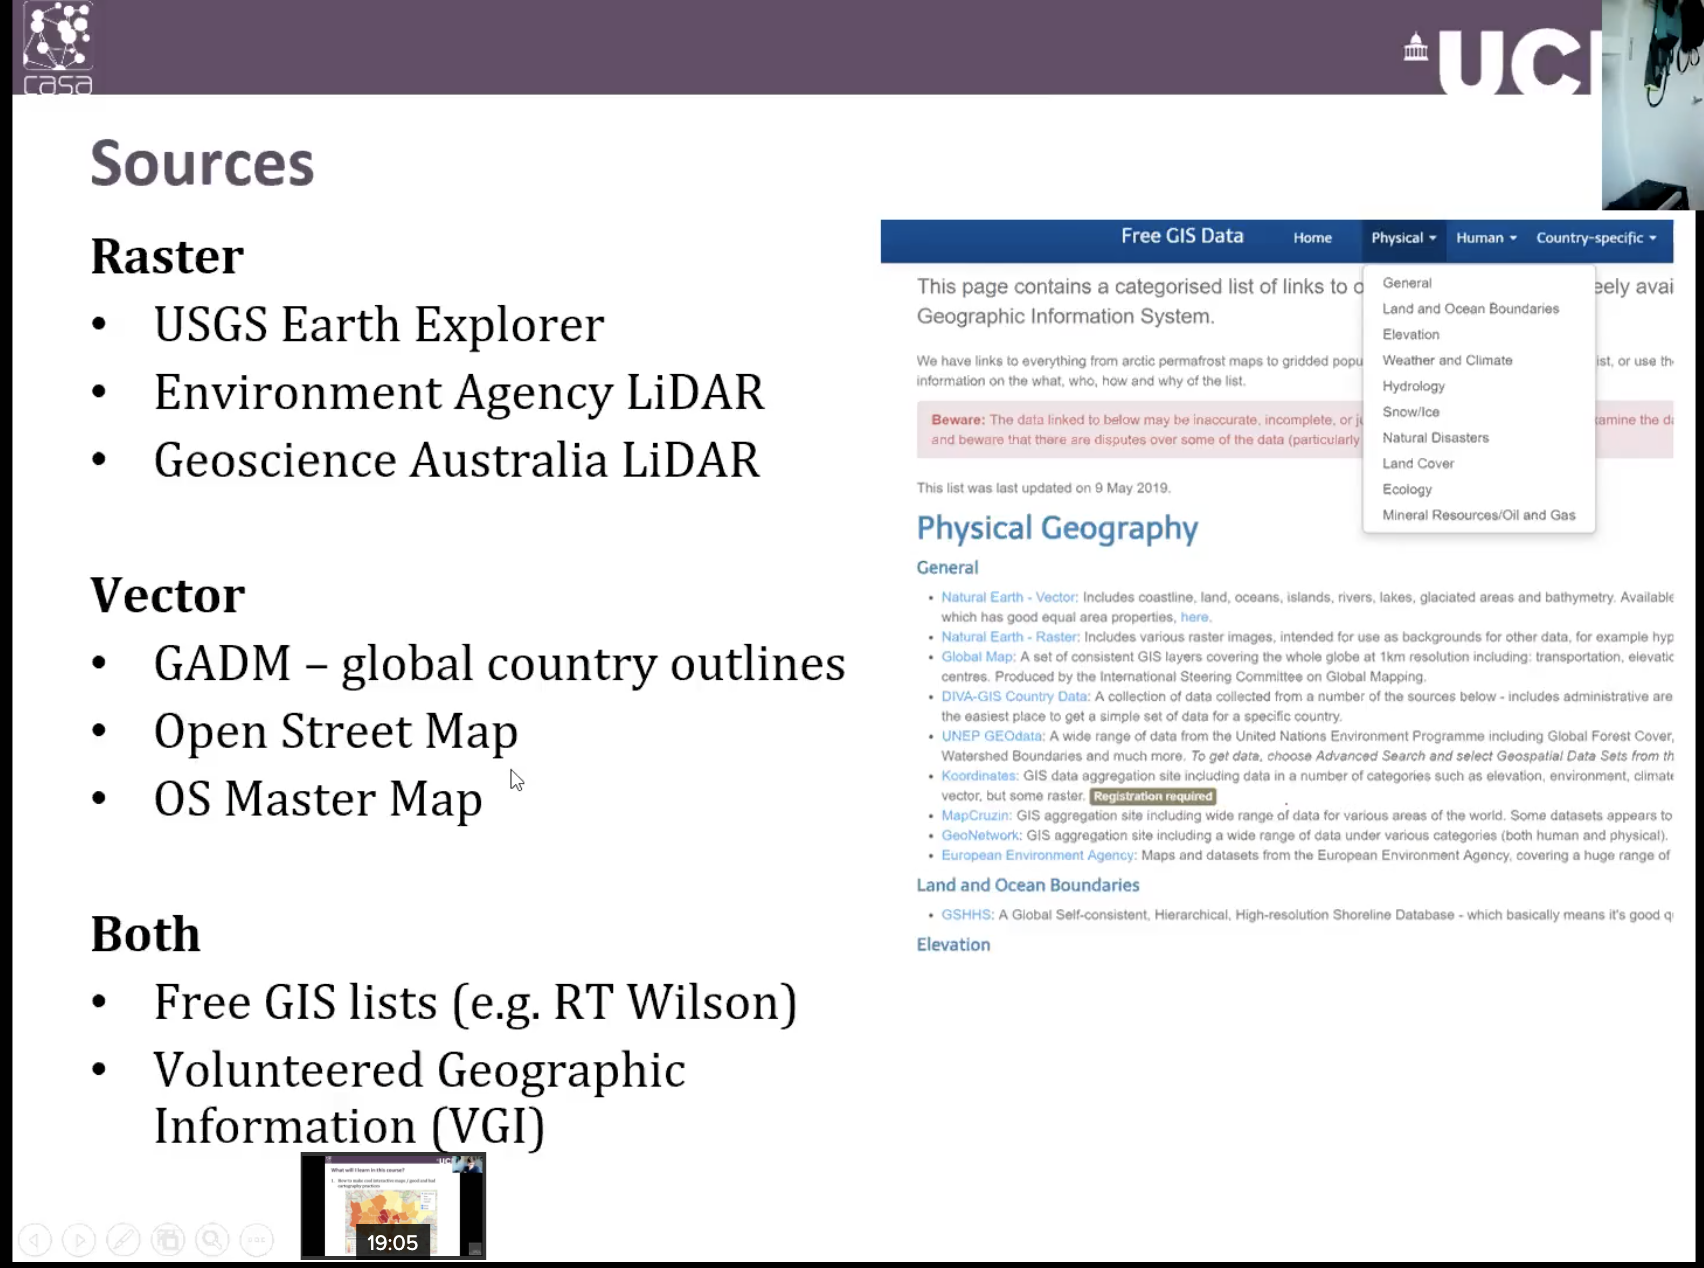 casa
UCL
Sources
Raster
• USGS Earth Explorer
• Environment Agency LiDAR
• Geoscience Australia LiDAR
Vector
• GADM – global country outlines
• Open Street Map
• OS Master Map
Both
• Free GIS lists (e.g. RT Wilson)
• Volunteered Geographic
Information (VGI)
Free GIS Data Home Physical Human Country-specific
General
Land and Ocean Boundaries
Elevation
Weather and Climate
Hydrology
Snow/Ice
Natural Disasters
Land Cover
Ecology
Mineral Resources/Oil and Gas
This page contains a categorised list of links to
Geographic Information System.
We have links to everything from arctic permafrost maps to gridded ist, or use
information on the what, who, how and why of the list.
Beware: The data linked to below may be inaccurate, incomplete, or the
and beware that there are disputes over some of the data (particularly
This list was last updated on 9 May 2019.
Physical Geography
General
• Natural Earth - Vector: Includes coastline, land, oceans, islands, rivers, lakes, glaciated areas and bathymetry. Available
which has good equal area properties, here.
• Natural Earth - Raster: Includes various raster images, intended for use as backgrounds for other data, for example hyp
• Global Map: A set of consistent GIS layers covering the whole globe at 1km resolution including: transportation, elevatic
centres. Produced by the International Steering Committee on Global Mapping.
• DIVA-GIS Country Data: A collection of data collected from a number of the sources below - includes administrative are
the easiest place to get a simple set of data for a specific country.
• UNEP GEOdata: A wide range of data from the United Nations Environment Programme including Global Forest Cover,
Watershed Boundaries and much more. To get data, choose Advanced Search and select Geospatial Data Sets from th
• Koordinates: GIS data aggregation site including data in a number of categories such as elevation, environment, climate
vector, but some raster. Registration required
• MapCruzin: GIS aggregation site including wide range of data for various areas of the world. Some datasets appears to
• GeoNetwork: GIS aggregation site including a wide range of data under various categories (both human and physical).
• European Environment Agency: Maps and datasets from the European Environment Agency, covering a huge range of
Land and Ocean Boundaries
• GSHHS: A Global Self-consistent, Hierarchical, High-resolution Shoreline Database - which basically means it's good
Elevation
What will I learn in this course?
1. How to make cool interactive maps / good and bad
cartography practices
19:05